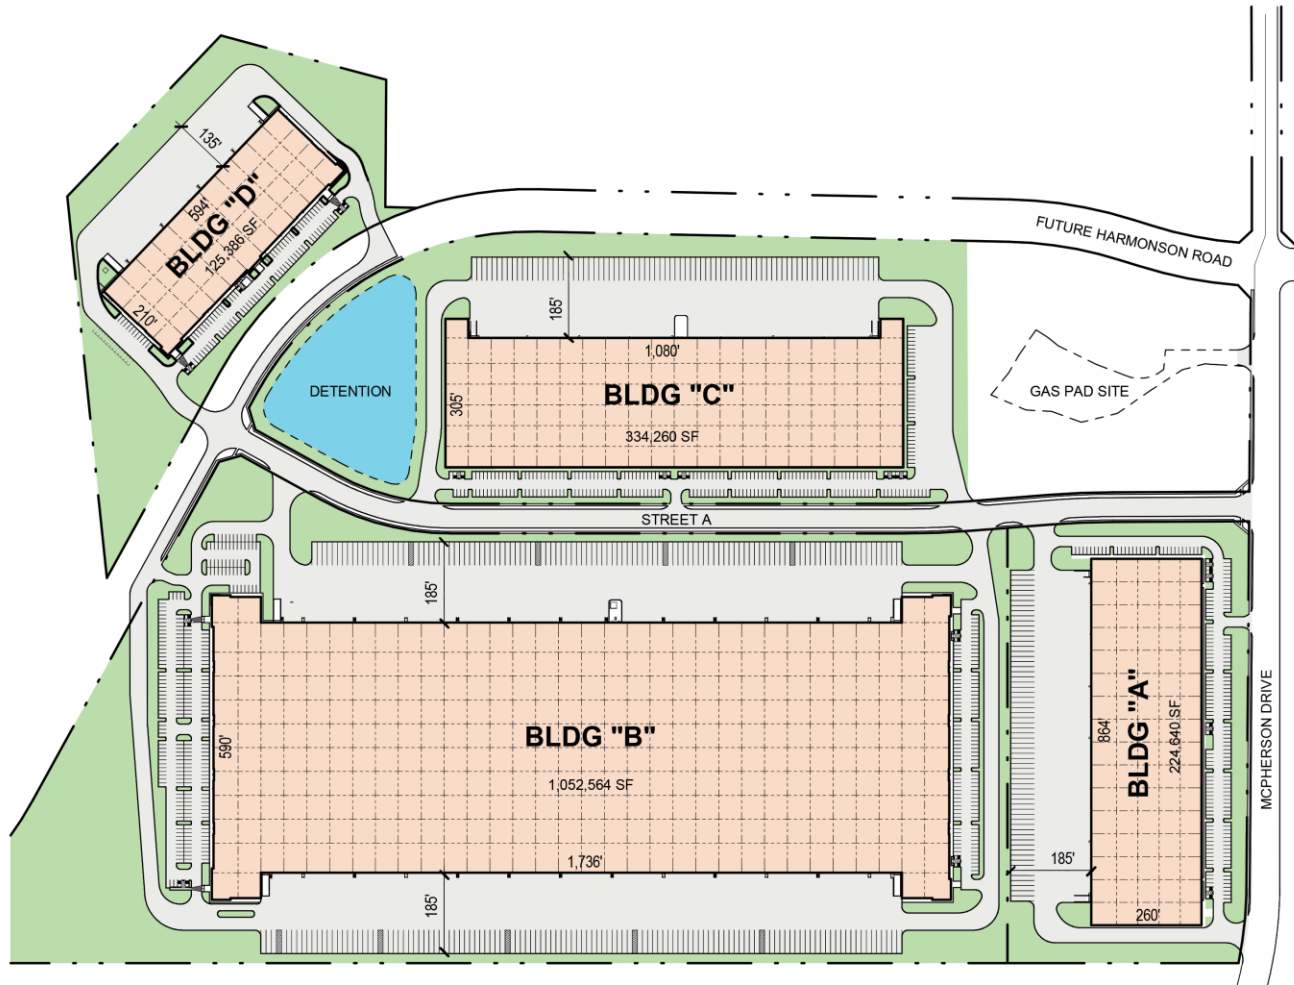 135'
594'
BLDG "D"
125,386 SF
210'
FUTURE HARMONSON ROAD
185'
1,080'
BLDG "C"
305'
334,260 SF
DETENTION
GAS PAD SITE
STREET A
185'
590'
BLDG "B"
1,052,564 SF
1,736'
185'
864'
BLDG "A"
224,640 SF
185'
260'
MCPHERSON DRIVE